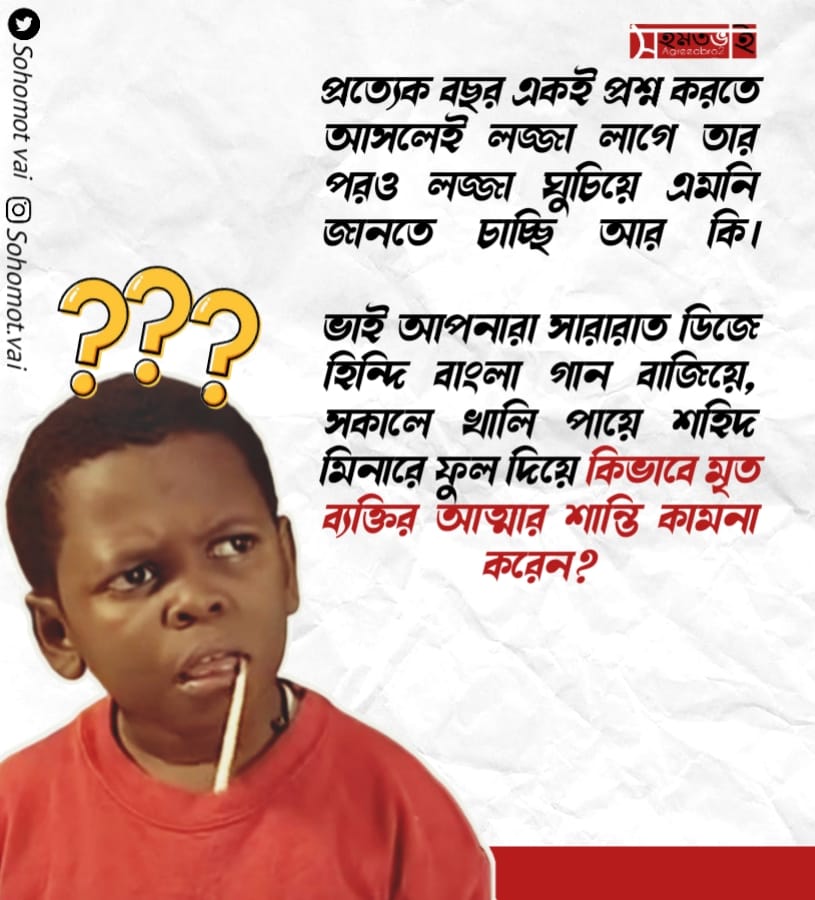 Sohomot vai
Sohomot.vai
সহমতভাই
Agreeobro2
প্রত্যেক বছর একই প্রশ্ন করতে
আসলেই লজ্জা লাগে তার
পরও লজ্জা ঘুচিয়ে এমনি
জানতে চাচ্ছি আর কি।
ভাই আপনারা সারারাত ডিজে
হিন্দি বাংলা গান বাজিয়ে,
সকালে খালি পায়ে শহিদ
মিনারে ফুল দিয়ে কিভাবে মৃত
ব্যক্তির আত্মার শান্তি কামনা
করেন?
???